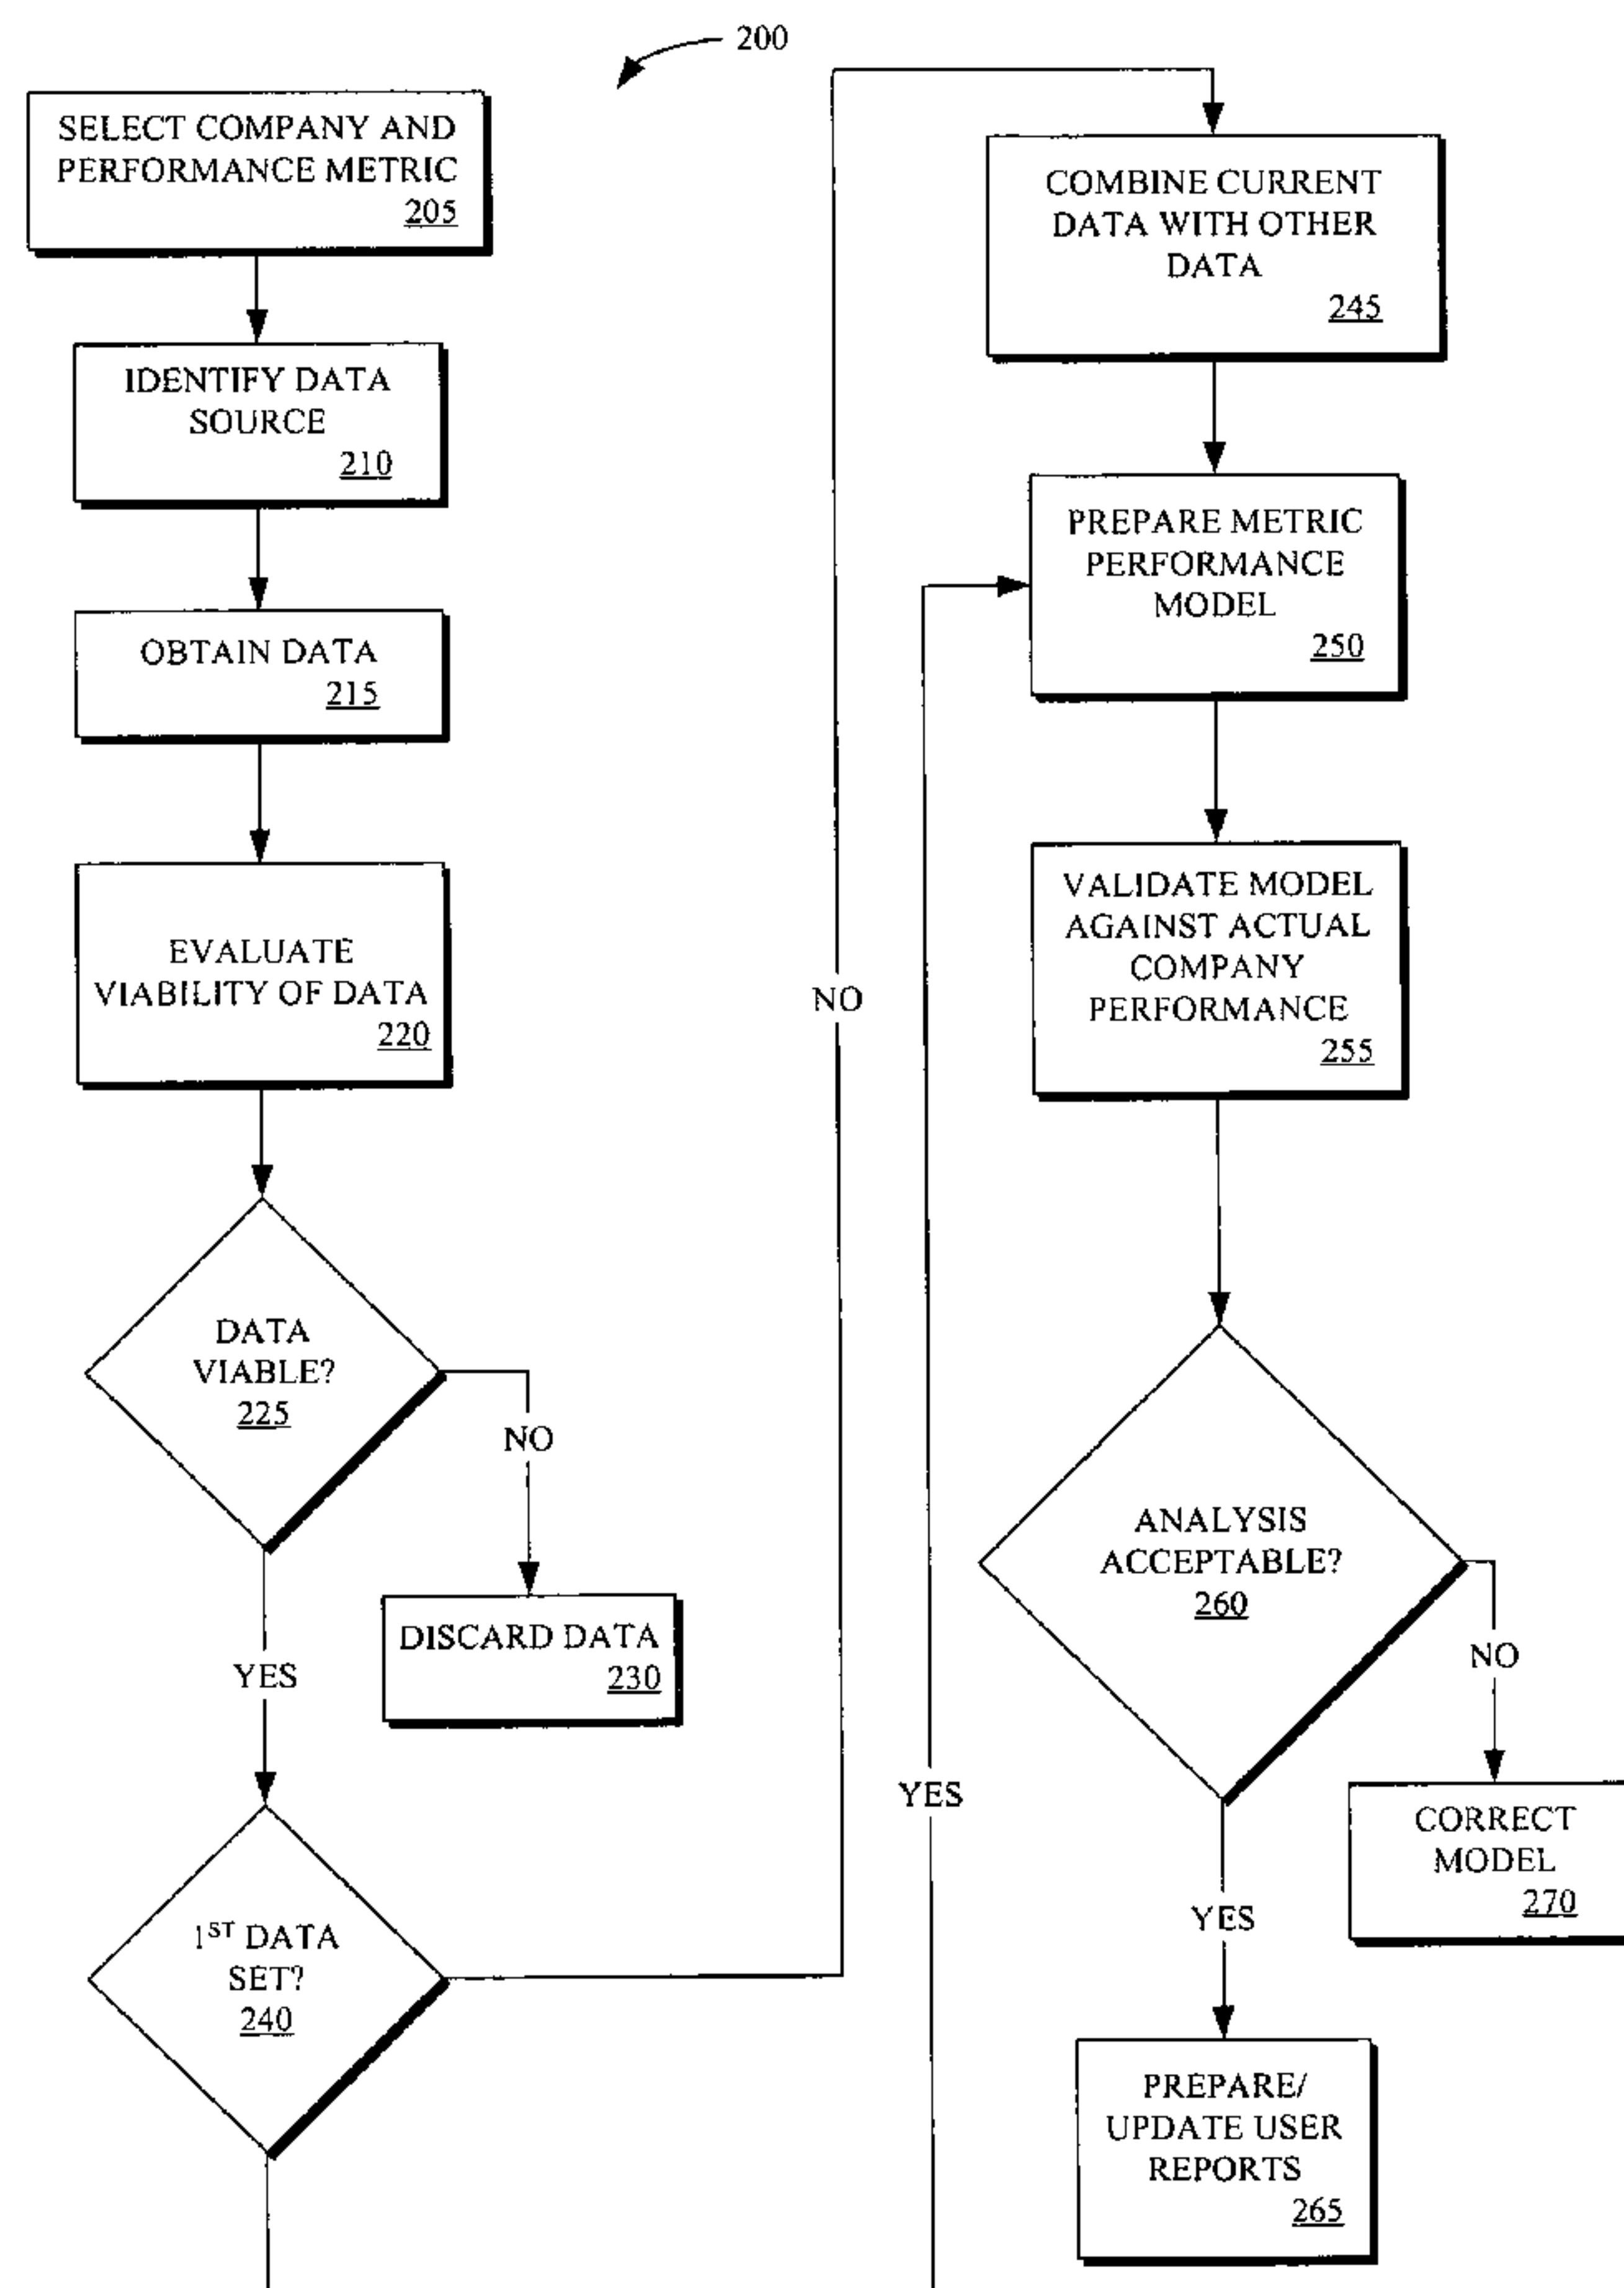 200
SELECT COMPANY AND
PERFORMANCE METRIC
205
IDENTIFY DATA
SOURCE
210
OBTAIN DATA
215
EVALUATE
VIABILITY OF DATA
220
DATA
VIABLE?
225
NO
DISCARD DATA
230
YES
1ST DATA
SET?
240
NO
YES
COMBINE CURRENT
DATA WITH OTHER
DATA
245
PREPARE METRIC
PERFORMANCE
MODEL
250
VALIDATE MODEL
AGAINST ACTUAL
COMPANY
PERFORMANCE
255
ANALYSIS
ACCEPTABLE?
260
NO
CORRECT
MODEL
270
YES
PREPARE/
UPDATE USER
REPORTS
265